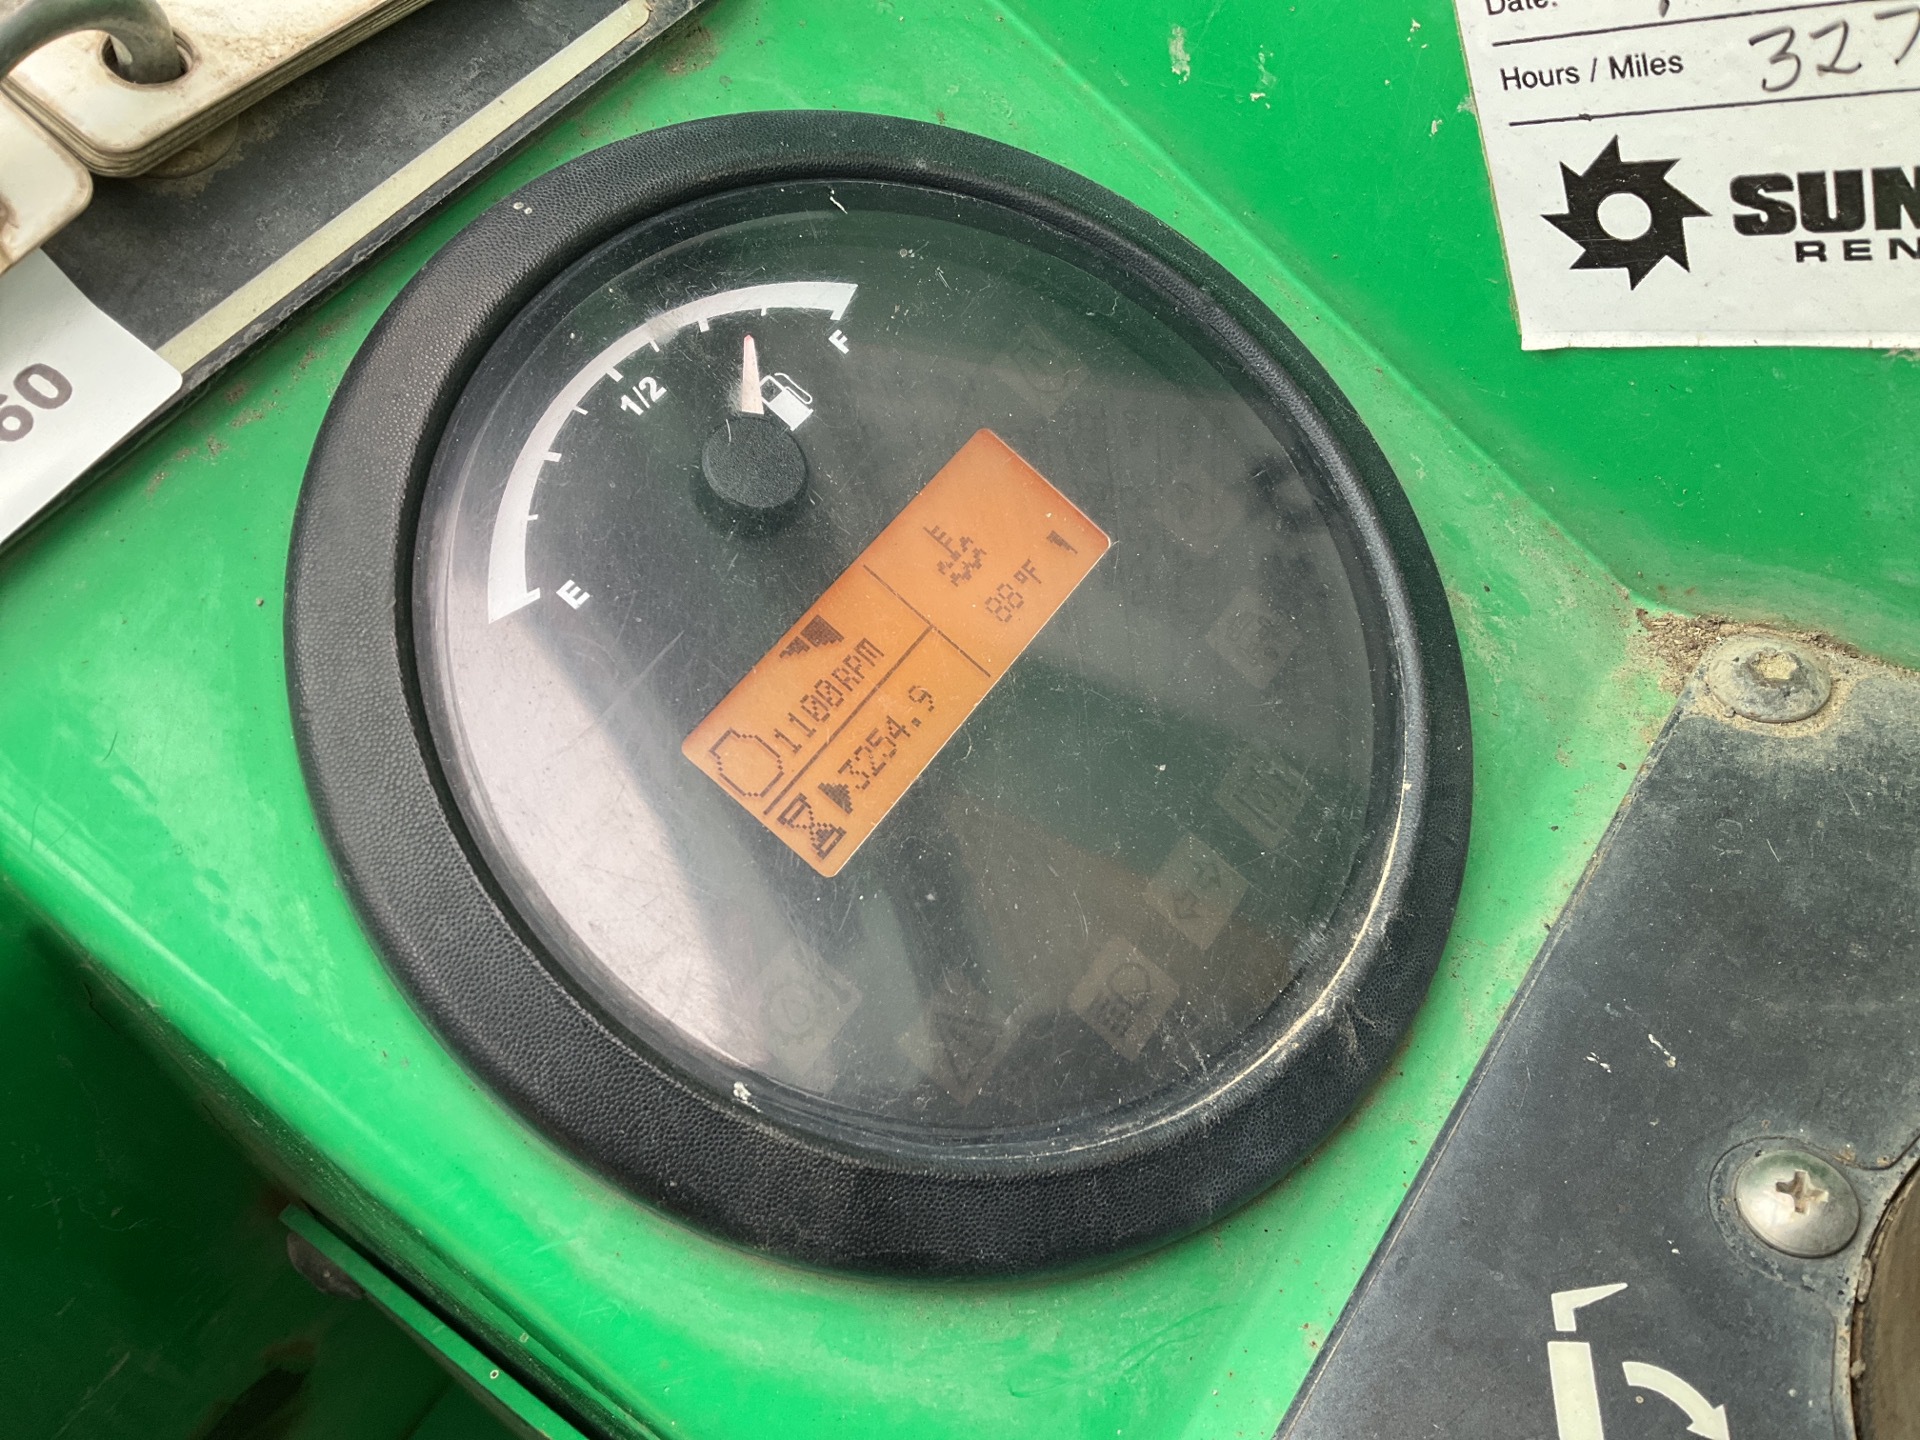 Date:
Hours / Miles 327
SUN
REN
60
F
1/2
E
88°F
1100RPM
3254.9